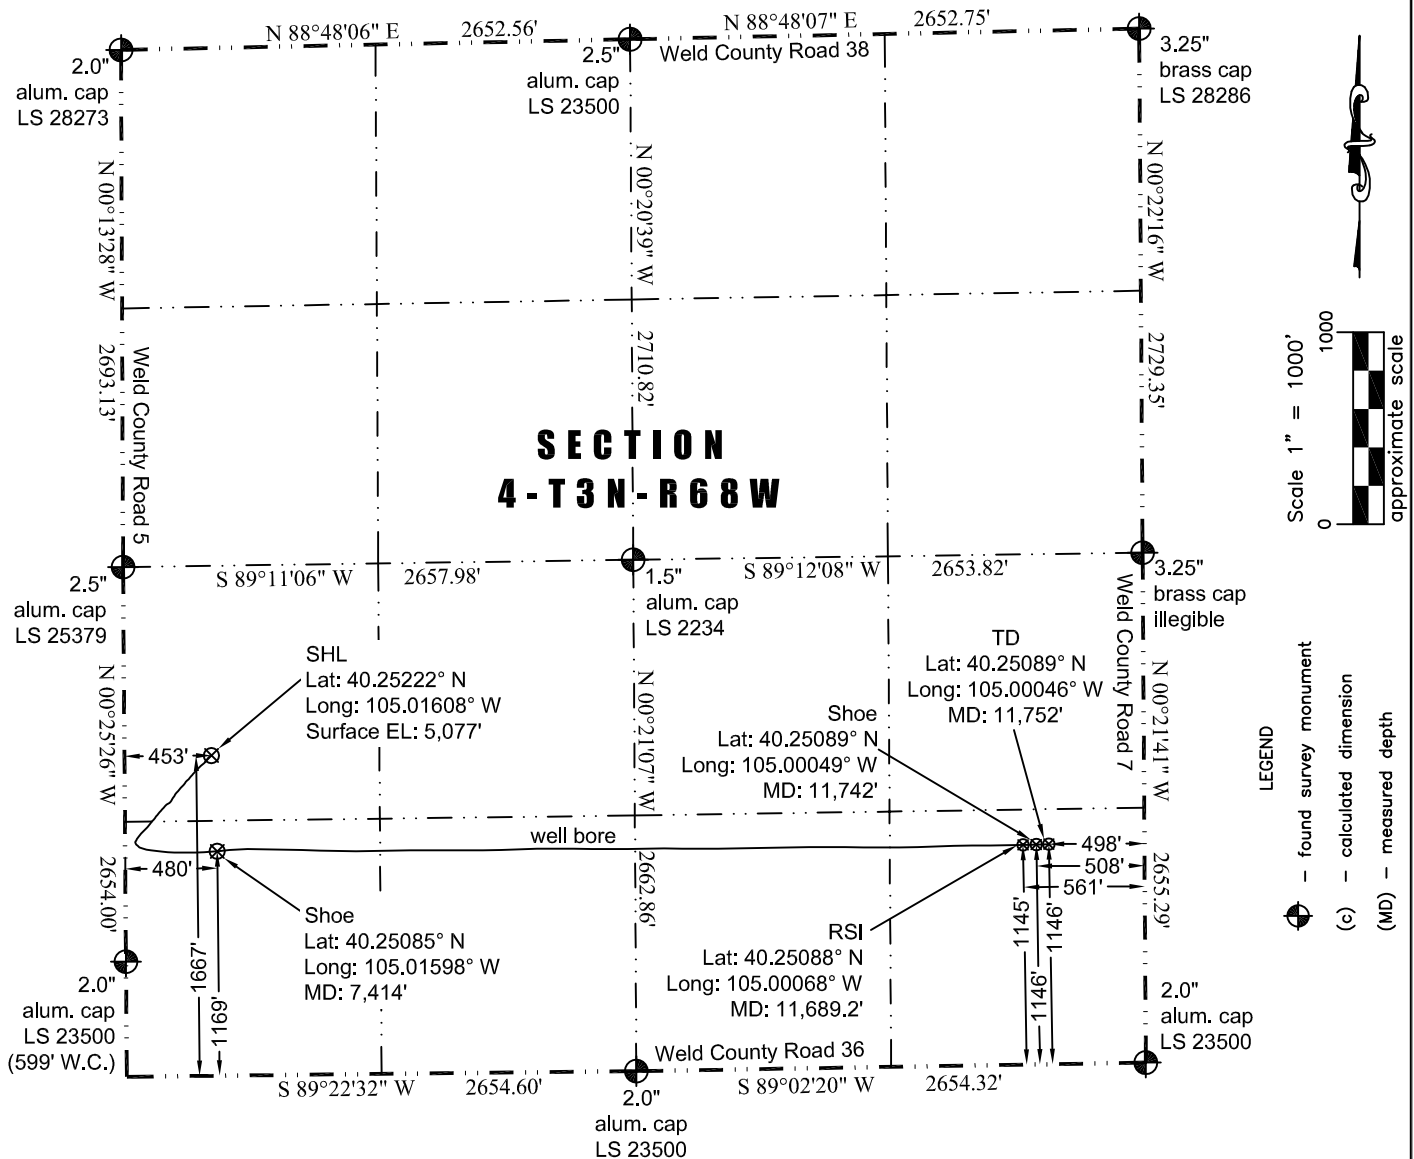 N 88°48'06" E 2652.56'
N 88°48'07" E 2652.75'
Weld County Road 38
2.0"
alum. cap
LS 28273
2.5"
alum. cap
LS 23500
3.25"
brass cap
LS 28286
N 00°13'28" W 2693.13'
Weld County Road 5
N 00°20'39" W 2710.82'
N 00°22'16" W 2729.35'
SECTION
4-T3N-R68W
Scale 1" = 1000'
0 1000
approximate scale
2.5"
alum. cap
LS 25379
S 89°11'06" W 2657.98'
1.5"
alum. cap
LS 2234
S 89°12'08" W 2653.82'
3.25"
brass cap
illegible
Weld County Road 7
N 00°25'26" W 2654.00'
N 00°21'07" W 2662.86'
N 00°21'41" W 2655.29'
SHL
Lat: 40.25222° N
Long: 105.01608° W
Surface EL: 5,077'
453'
TD
Lat: 40.25089° N
Long: 105.00046° W
MD: 11,752'
Shoe
Lat: 40.25089° N
Long: 105.00049° W
MD: 11,742'
well bore
480'
1667'
1169'
Shoe
Lat: 40.25085° N
Long: 105.01598° W
MD: 7,414'
498'
508'
561'
1145'
1146'
1146'
RSI
Lat: 40.25088° N
Long: 105.00068° W
MD: 11,689.2'
2.0"
alum. cap
LS 23500
(599' W.C.)
Weld County Road 36
S 89°22'32" W 2654.60'
S 89°02'20" W 2654.32'
2.0"
alum. cap
LS 23500
2.0"
alum. cap
LS 23500
LEGEND
- found survey monument
(c) - calculated dimension
(MD) - measured depth